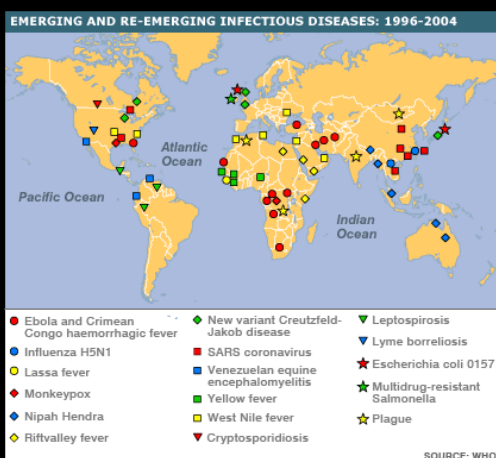 EMERGING AND RE-EMERGING INFECTIOUS DISEASES: 1996-2004
Atlantic
Ocean
Pacific Ocean
Indian
Ocean
Ebola and Crimean
Congo haemorrhagic fever
Influenza H5N1
Lassa fever
Monkeypox
Nipah Hendra
Riftvalley fever
New variant Creutzfeld-
Jakob disease
SARS coronavirus
Venezuelan equine
encephalomyelitis
Yellow fever
West Nile fever
Cryptosporidiosis
Leptospirosis
Lyme borreliosis
Escherichia coli 0157
Multidrug-resistant
Salmonella
Plague
SOURCE: WHO